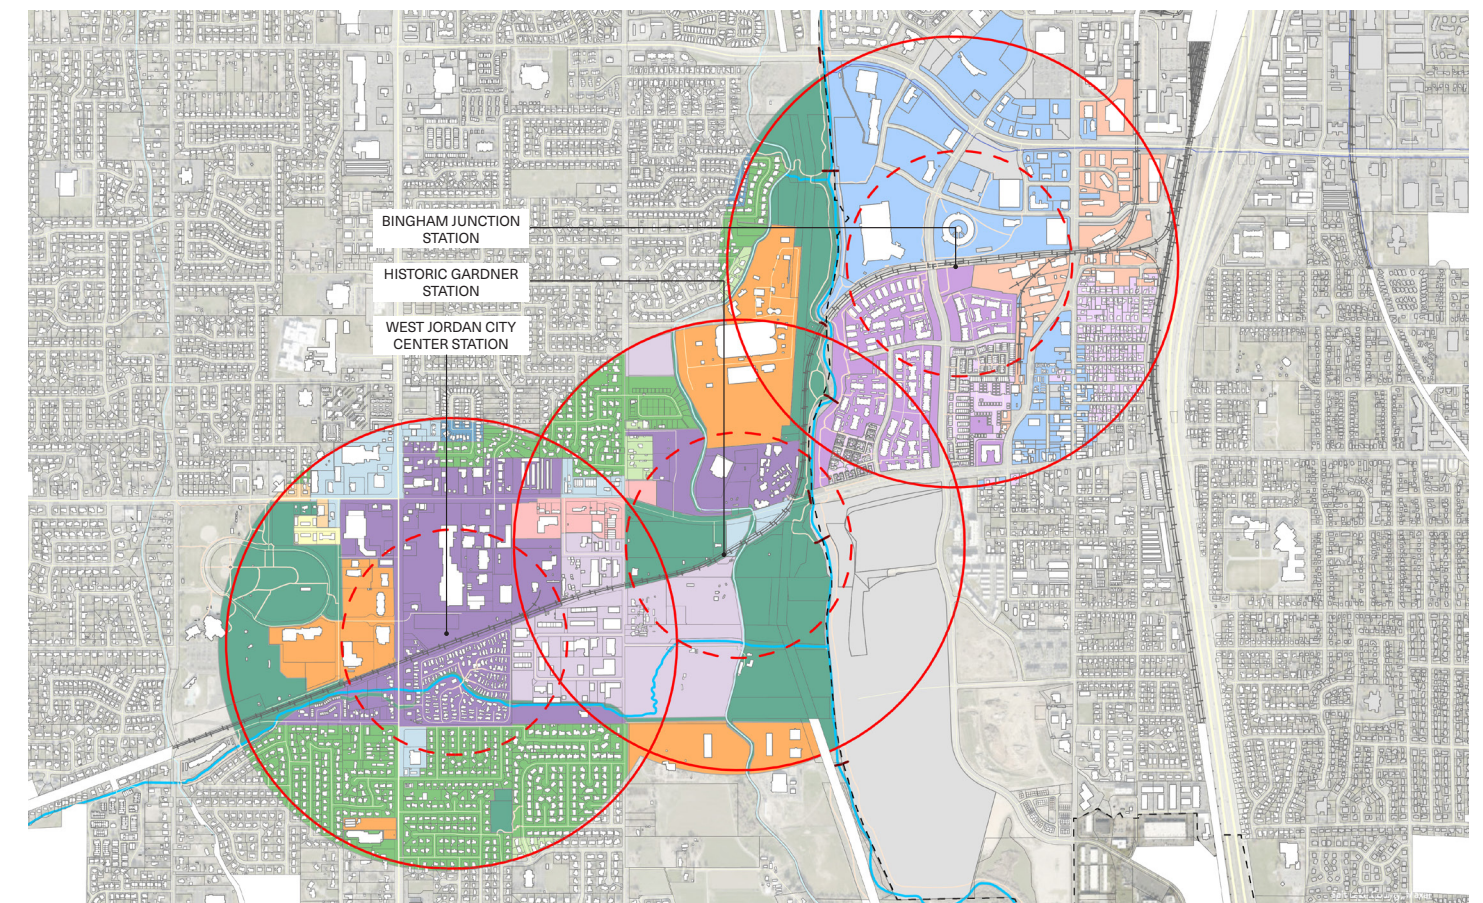 BINGHAM JUNCTION
STATION
HISTORIC GARDNER
STATION
WEST JORDAN CITY
CENTER STATION